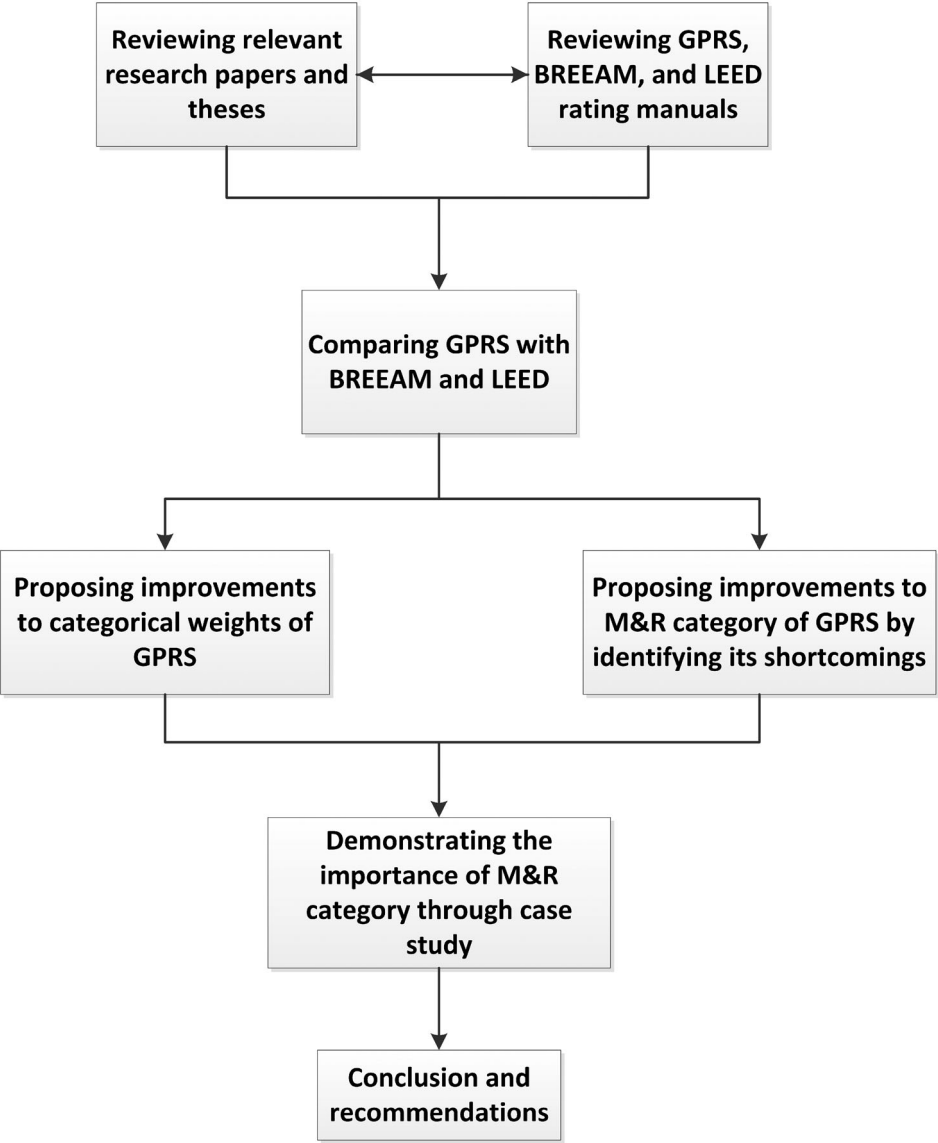 Reviewing relevant
research papers and
theses
Reviewing GPRS,
BREEAM, and LEED
rating manuals
Comparing GPRS with
BREEAM and LEED
Proposing improvements
to categorical weights of
GPRS
Proposing improvements to
M&R category of GPRS by
identifying its shortcomings
Demonstrating the
importance of M&R
category through case
study
Conclusion and
recommendations